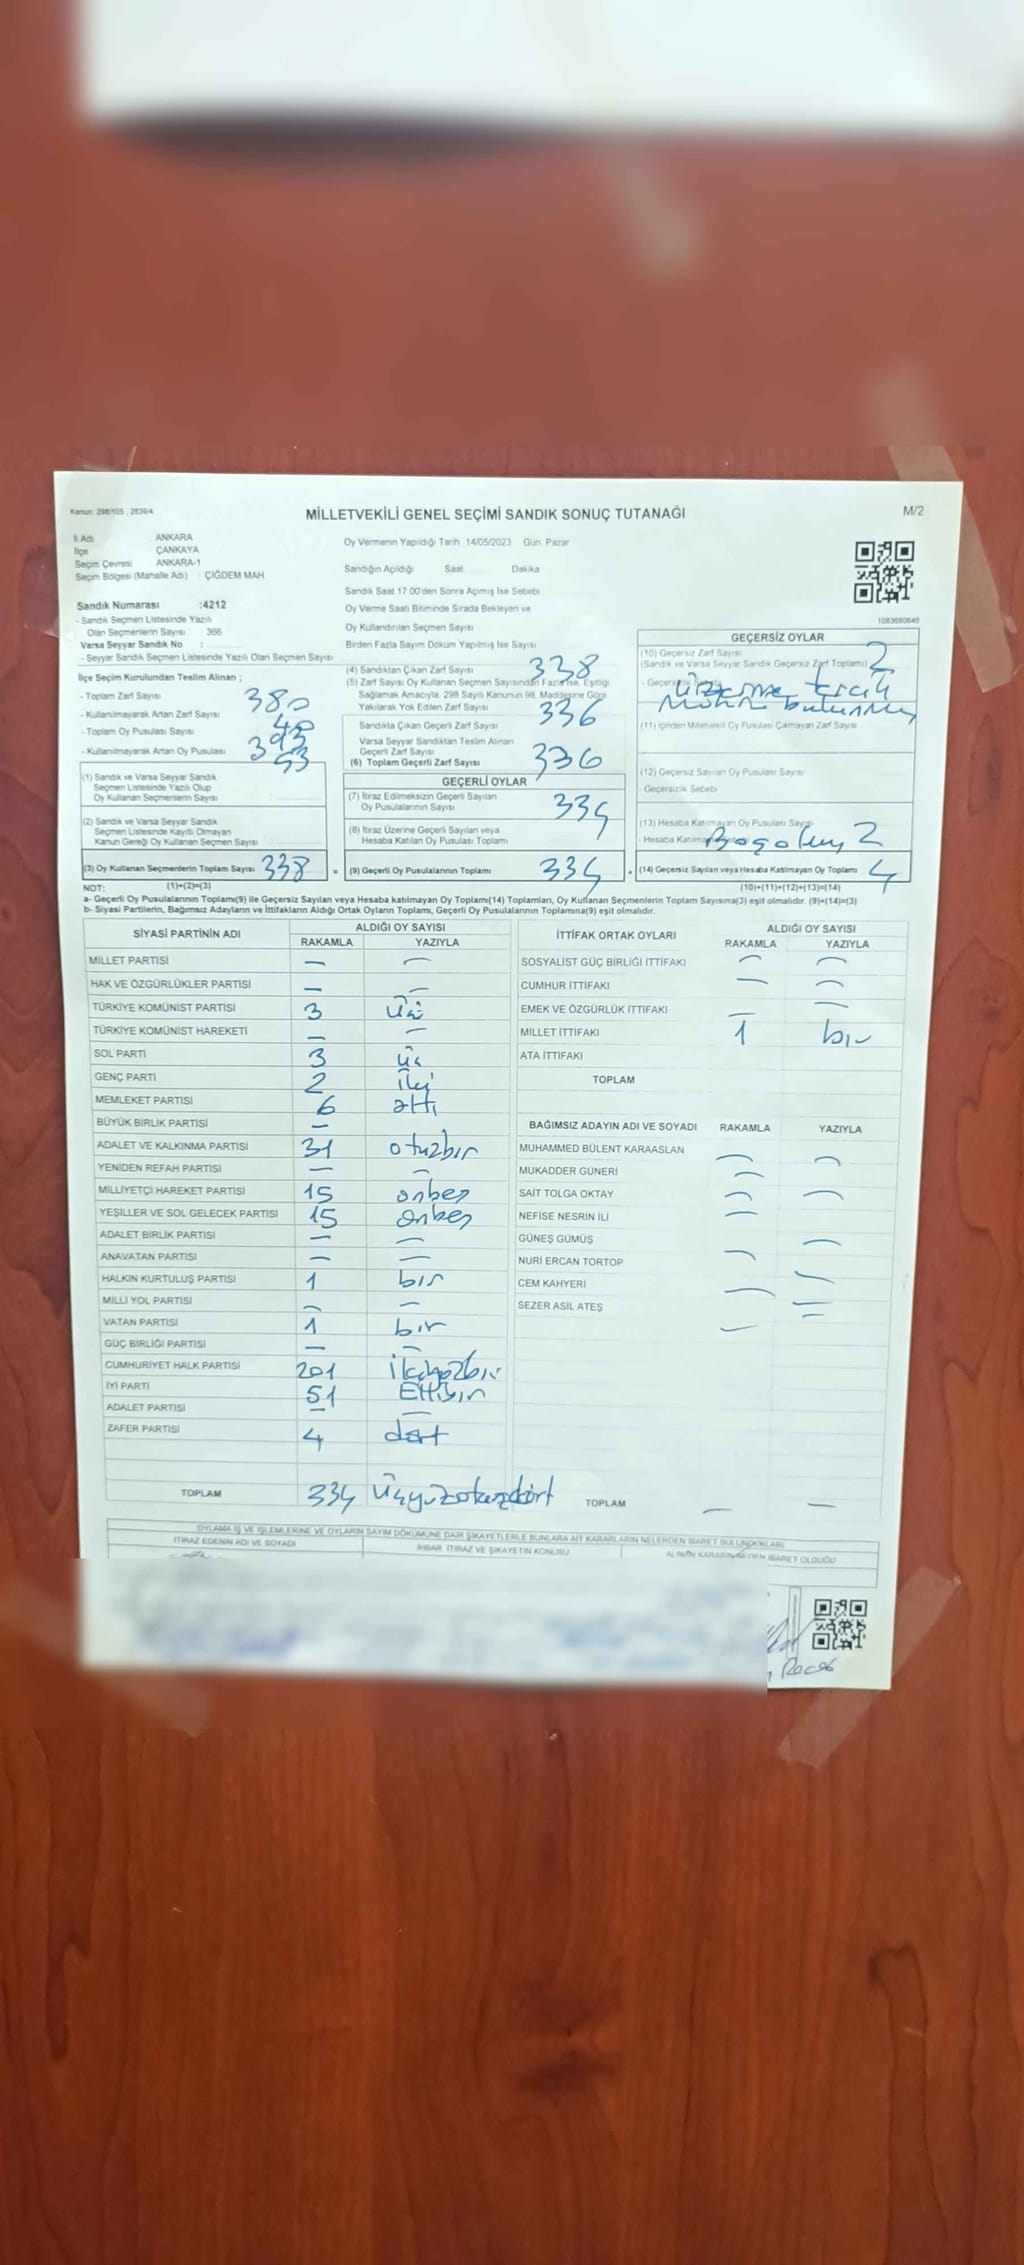 Kanun: 298/105 , 2839/4
MİLLETVEKİLİ GENEL SEÇİMİ SANDIK SONUÇ TUTANAĞI
M/2
İl Adı : ANKARA
İlçe : ÇANKAYA
Seçim Çevresi : ANKARA-1
Seçim Bölgesi (Mahalle Adı) : ÇİĞDEM MAH
Sandık Numarası :4212
- Sandık Seçmen Listesinde Yazılı
Olan Seçmenlerin Sayısı : 366
Varsa Seyyar Sandık No :
- Seyyar Sandık Seçmen Listesinde Yazılı Olan Seçmen Sayısı :
İlçe Seçim Kurulundan Teslim Alınan ;
- Toplam Zarf Sayısı 380
- Kullanılmayarak Artan Zarf Sayısı
- Toplam Oy Pusulası Sayısı 393
- Kullanılmayarak Artan Oy Pusulası 53
Oy Vermenin Yapıldığı Tarih 14/05/2023 Gün: Pazar
Sandığın Açıldığı Saat Dakika
Sandık Saat 17:00'den Sonra Açımış İse Sebebi
Oy Verme Saati Bitiminde Sırada Bekleyen ve
Oy Kullandırılan Seçmen Sayısı
Birden Fazla Sayım Döküm Yapılmış İse Sayısı
(4) Sandıktan Çıkan Zarf Sayısı 338
(5) Zarf Sayısı Oy Kullanan Seçmen Sayısından Fazla ise, Eşitliği
Sağlamak Amacıyla 298 Sayılı Kanunun 98. Maddesine Göre
Yakılarak Yok Edilen Zarf Sayısı
Sandıkta Çıkan Geçerli Zarf Sayısı 336
Varsa Seyyar Sandıktan Teslim Alınan
Geçerli Zarf Sayısı
(6) Toplam Geçerli Zarf Sayısı 336
1083680648
GEÇERSİZ OYLAR
(10) Geçersiz Zarf Sayısı 2
(Sandık ve Varsa Seyyar Sandık Geçersiz Zarf Toplamı)
üzerine tercih
mührü
(11) İçinden Milletvekili Oy Pusulası Çıkmayan Zarf Sayısı
(12) Geçersiz Sayılan Oy Pusulası Sayısı
- Geçersizlik Sebebi
(13) Hesaba Katılmayan Oy Pusulası Sayısı 2
- Hesaba
(1) Sandık ve Varsa Seyyar Sandık
Seçmen Listesinde Yazılı Olup
Oy Kullanan Seçmenlerin Sayısı :
(2) Sandık ve Varsa Seyyar Sandık
Seçmen Listesinde Kayıtlı Olmayan
Kanun Gereği Oy Kullanan Seçmen Sayısı :
(3) Oy Kullanan Seçmenlerin Toplam Sayısı 338
GEÇERLİ OYLAR
(7) İtiraz Edilmeksizin Geçerli Sayılan
Oy Pusulalarının Sayısı 334
(8) İtiraz Üzerine Geçerli Sayılan veya
Hesaba Katılan Oy Pusulası Toplamı
= (9) Geçerli Oy Pusulalarının Toplamı 334
+ (14) Geçersiz Sayılan veya Hesaba Katılmayan Oy Toplamı 4
NOT: (1)+(2)=(3) (10)+(11)+(12)+(13)=(14)
a- Geçerli Oy Pusulalarının Toplamı(9) ile Geçersiz Sayılan veya Hesaba katılmayan Oy Toplamı(14) Toplamları, Oy Kullanan Seçmenlerin Toplam Sayısına(3) eşit olmalıdır. (9)+(14)=(3)
b- Siyasi Partilerin, Bağımsız Adayların ve İttifakların Aldığı Ortak Oyların Toplamı, Geçerli Oy Pusulalarının Toplamına(9) eşit olmalıdır.
SİYASİ PARTİNİN ADI ALDIĞI OY SAYISI
RAKAMLA YAZIYLA
MİLLET PARTİSİ — —
HAK VE ÖZGÜRLÜKLER PARTİSİ — —
TÜRKİYE KOMÜNİST PARTİSİ 3 üç
TÜRKİYE KOMÜNİST HAREKETİ — —
SOL PARTİ 3 üç
GENÇ PARTİ 2 iki
MEMLEKET PARTİSİ 6 altı
BÜYÜK BİRLİK PARTİSİ —
ADALET VE KALKINMA PARTİSİ 31 otuzbir
YENİDEN REFAH PARTİSİ — —
MİLLİYETÇİ HAREKET PARTİSİ 15 onbeş
YEŞİLLER VE SOL GELECEK PARTİSİ 15 onbeş
ADALET BİRLİK PARTİSİ — —
ANAVATAN PARTİSİ — —
HALKIN KURTULUŞ PARTİSİ 1 bir
MİLLİ YOL PARTİSİ — —
VATAN PARTİSİ 1 bir
GÜÇ BİRLİĞİ PARTİSİ — —
CUMHURİYET HALK PARTİSİ 201 ikiyüzbir
İYİ PARTİ 51 Ellibir
ADALET PARTİSİ — —
ZAFER PARTİSİ 4 dört
TOPLAM 334 Üçyüzotuzdört
İTTİFAK ORTAK OYLARI ALDIĞI OY SAYISI
RAKAMLA YAZIYLA
SOSYALİST GÜÇ BİRLİĞİ İTTİFAKI — —
CUMHUR İTTİFAKI — —
EMEK VE ÖZGÜRLÜK İTTİFAKI — —
MİLLET İTTİFAKI 1 bir
ATA İTTİFAKI
TOPLAM
BAĞIMSIZ ADAYIN ADI VE SOYADI RAKAMLA YAZIYLA
MUHAMMED BÜLENT KARAASLAN — —
MUKADDER GÜNERİ —
SAİT TOLGA OKTAY — —
NEFİSE NESRİN İLİ —
GÜNEŞ GÜMÜŞ —
NURİ ERCAN TORTOP —
CEM KAHYERİ — —
SEZER ASİL ATEŞ — —
TOPLAM — —
OYLAMA İŞ VE İŞLEMLERİNE VE OYLARIN SAYIM DÖKÜMÜNE DAİR ŞİKAYETLERLE BUNLARA AİT KARARLARIN NELERDEN İBARET BULUNDUKLARI
İTİRAZ EDENİN ADI VE SOYADI İHBAR, İTİRAZ VE ŞİKAYETİN KONUSU ALINAN KARARIN NEDEN İBARET OLDUĞU